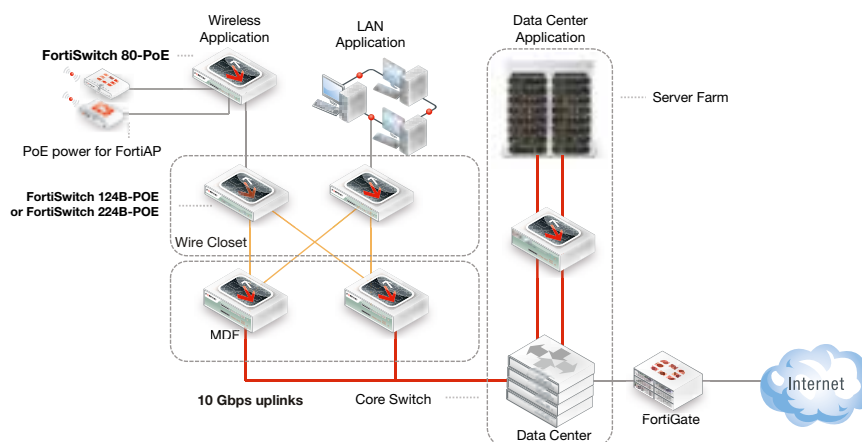 Wireless
Application
LAN
Application
Data Center
Application
FortiSwitch 80-PoE
Server Farm
PoE power for FortiAP
FortiSwitch 124B-POE
or FortiSwitch 224B-POE
Wire Closet
MDF
10 Gbps uplinks
Core Switch
Data Center
FortiGate
Internet